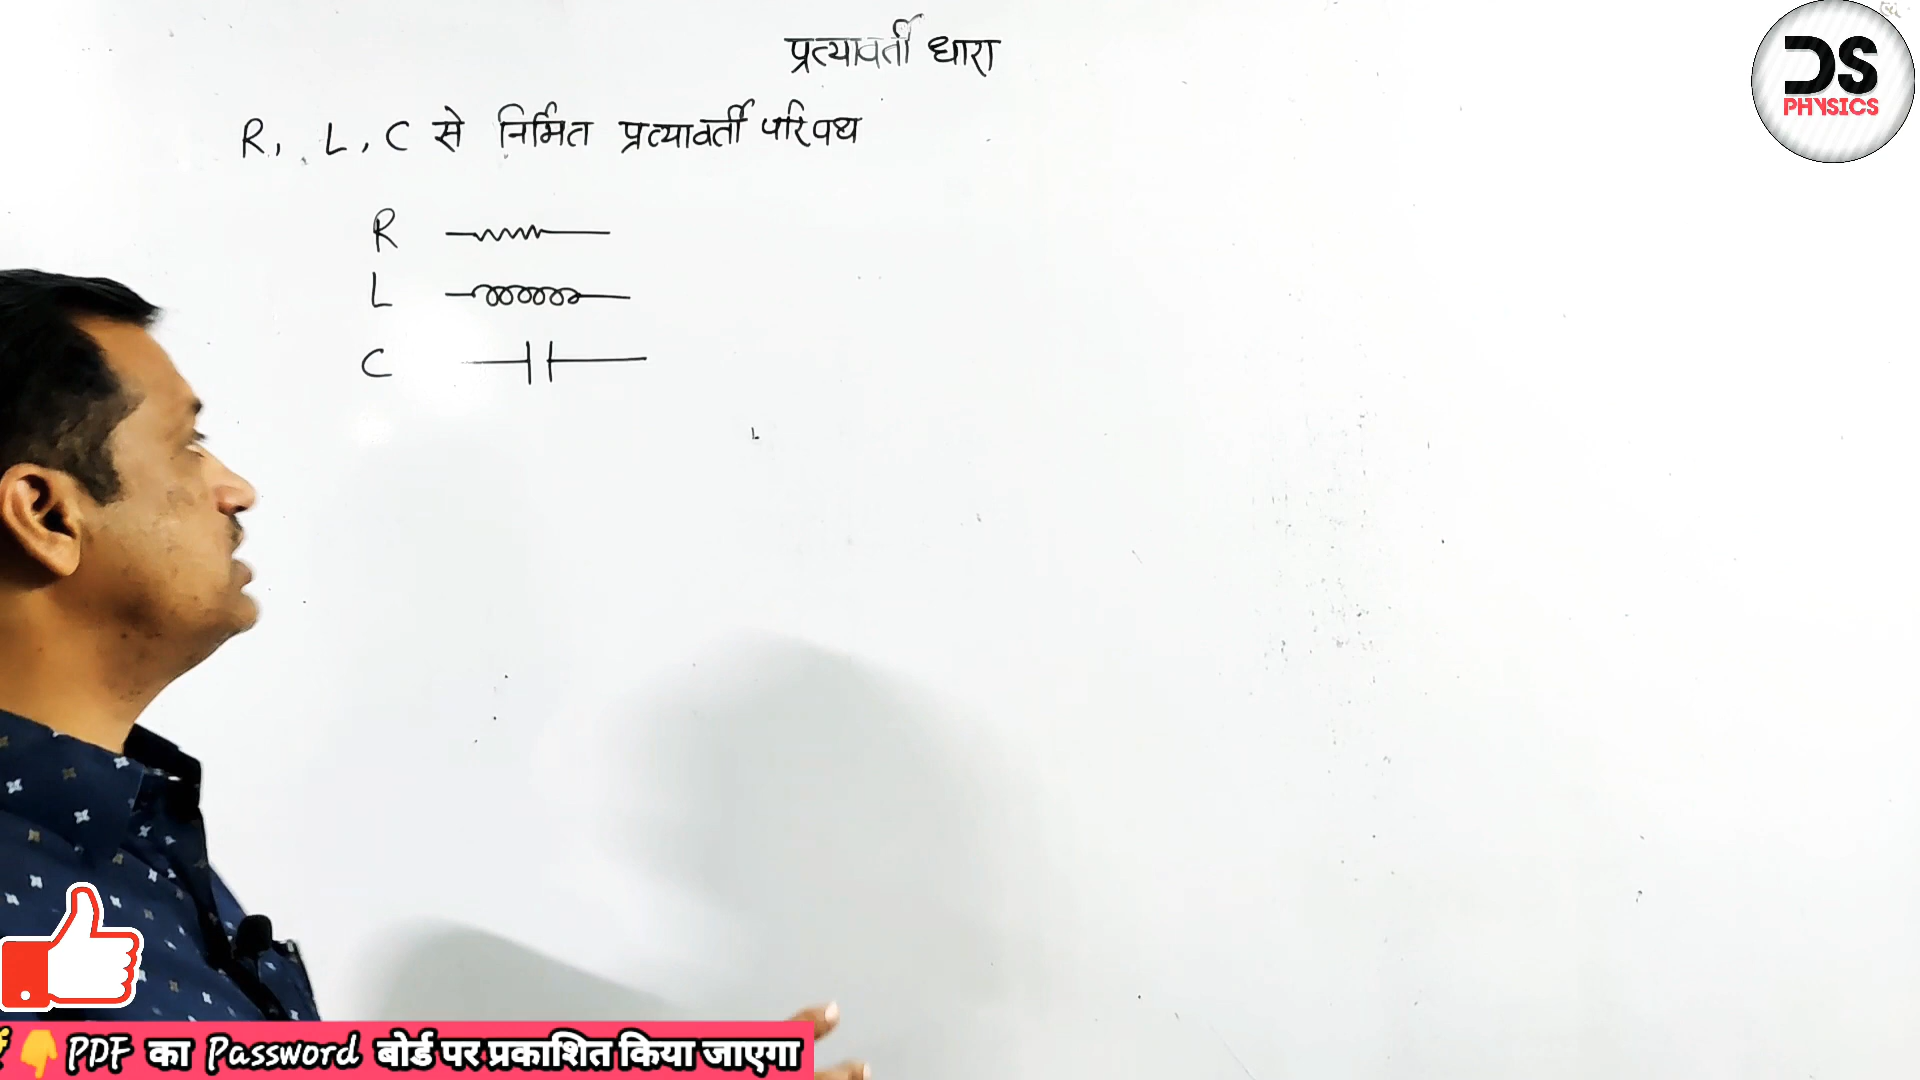 प्रत्यावर्ती धारा
DS
PHYSICS
R, L, C से निर्मित प्रत्यावर्ती परिपथ
R
L
C
PDF का Password बोर्ड पर प्रकाशित किया जाएगा